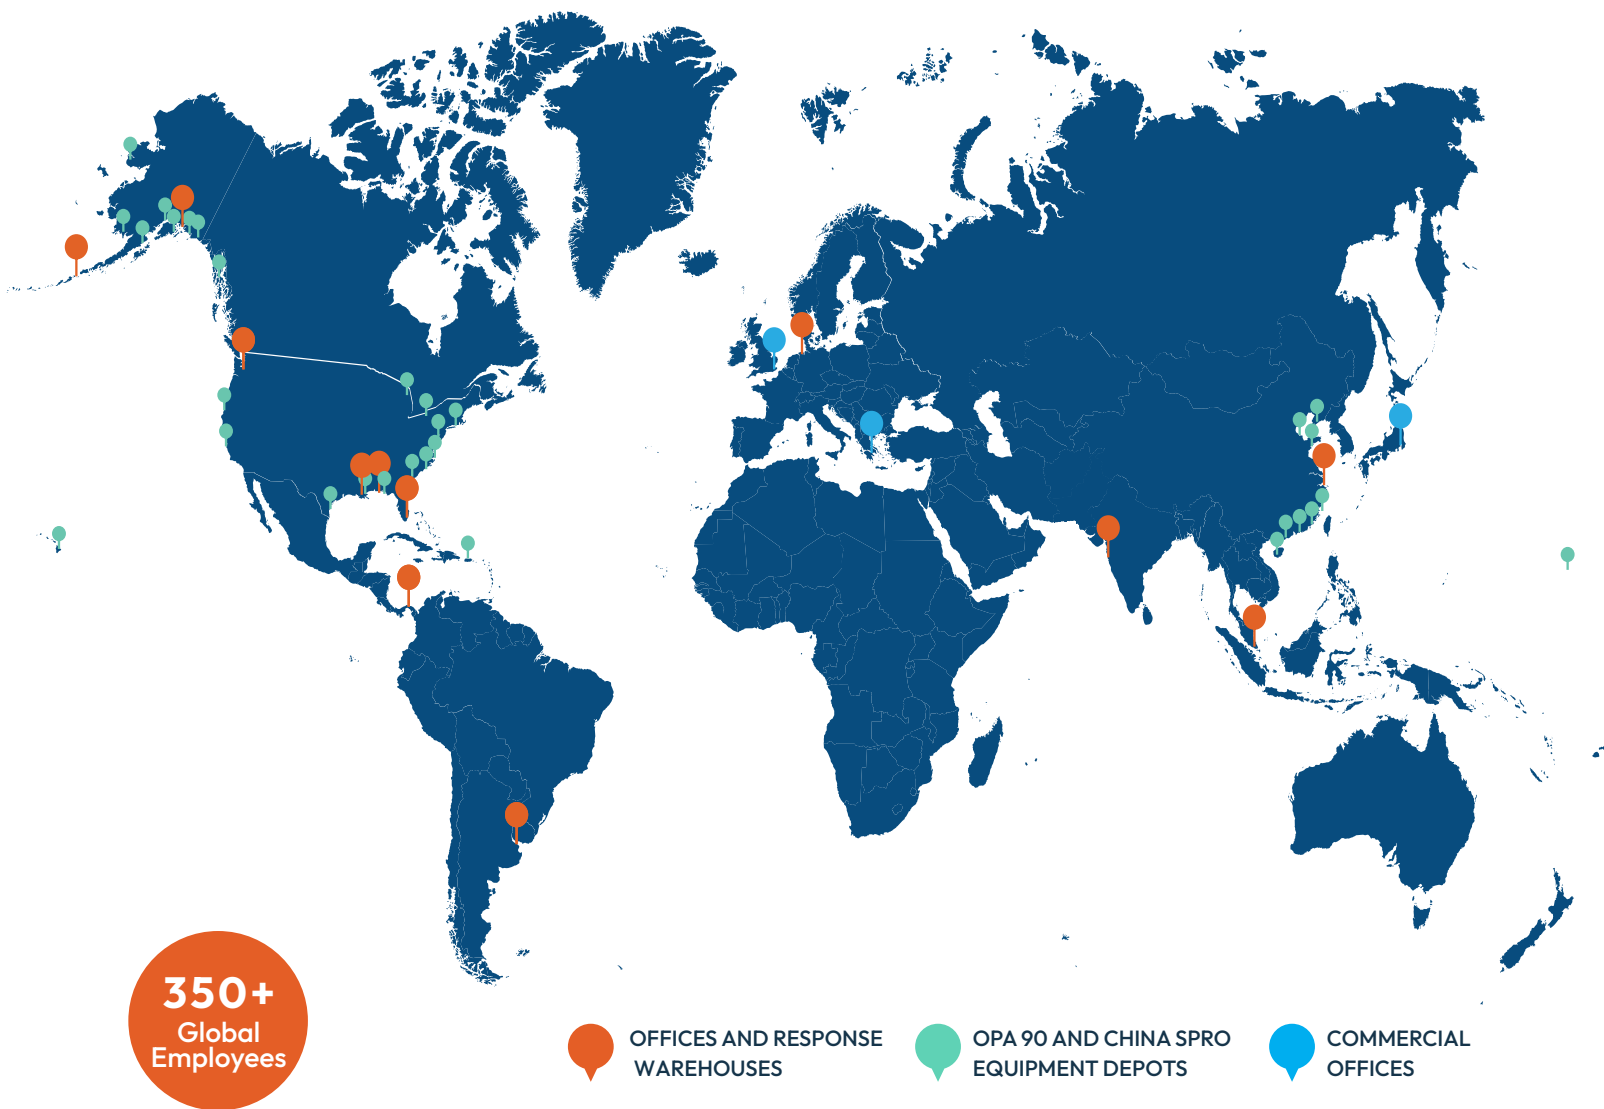 350+
Global
Employees
OFFICES AND RESPONSE
WAREHOUSES
OPA 90 AND CHINA SPRO
EQUIPMENT DEPOTS
COMMERCIAL
OFFICES